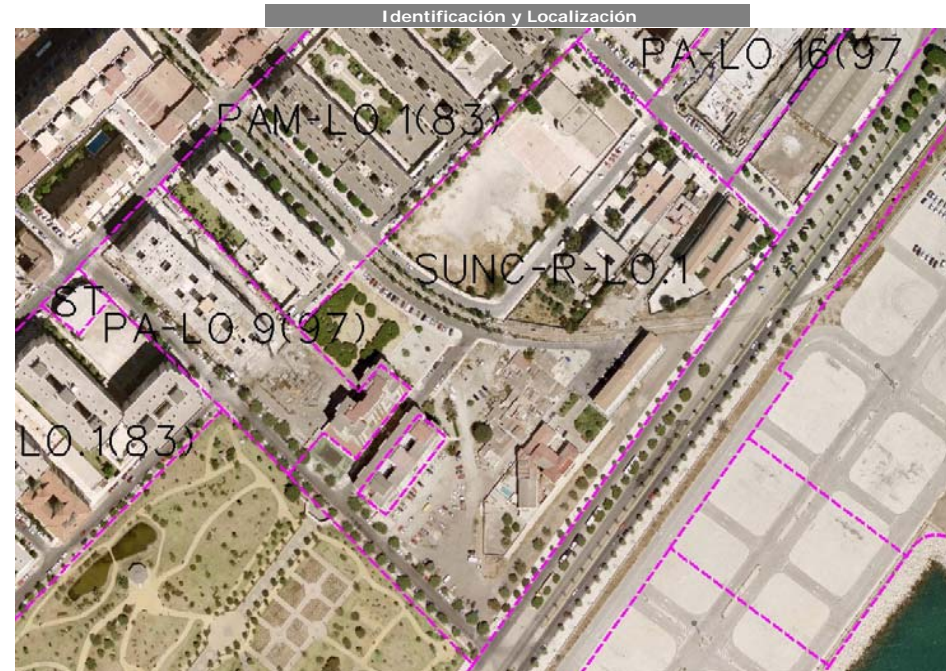 Identificación y Localización
PA-LO 16(97
PAM-LO.1(83)
SUNC-R-LO.1
ST
PA-LO.9(97)
LO.1(83)